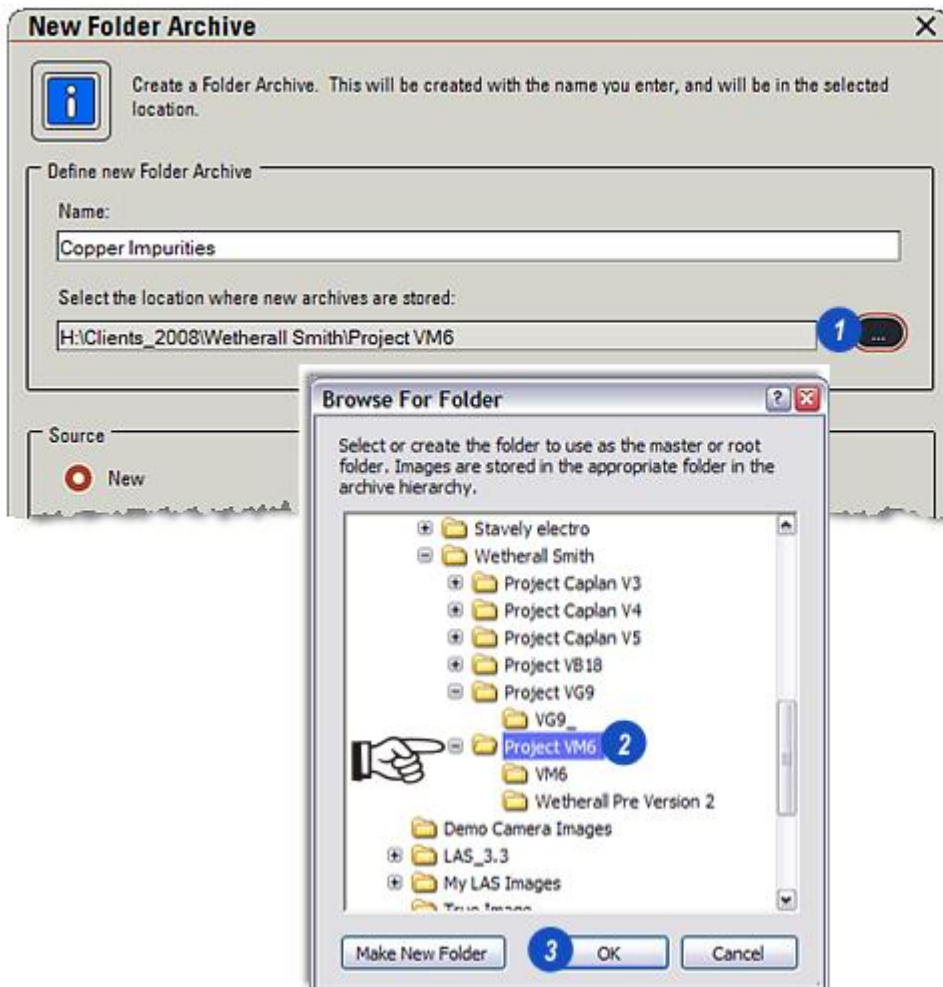 New Folder Archive
Create a Folder Archive. This will be created with the name you enter, and will be in the selected
location.
Define new Folder Archive
Name:
Copper Impurities
Select the location where new archives are stored:
H:\Clients_2008\Wetherall Smith\Project VM6
1
...
Source
New
Browse For Folder
?
Select or create the folder to use as the master or root
folder. Images are stored in the appropriate folder in the
archive hierarchy.
Stavely electro
Wetherall Smith
Project Caplan V3
Project Caplan V4
Project Caplan V5
Project VB18
Project VG9
VG9_
Project VM6 2
VM6
Wetherall Pre Version 2
Demo Camera Images
LAS_3.3
My LAS Images
True Image
Make New Folder 3 OK Cancel